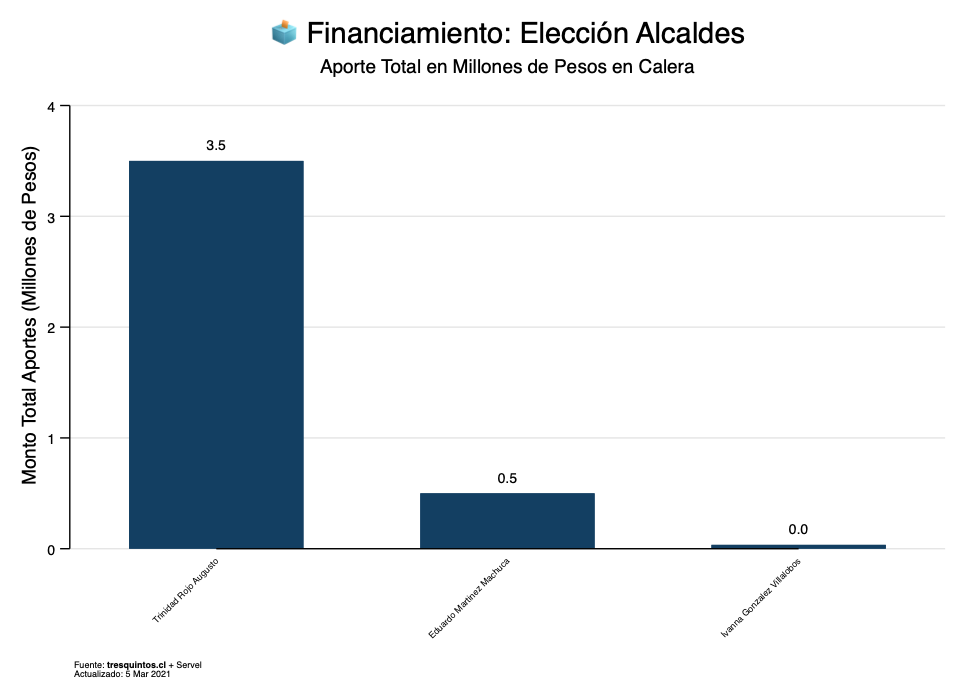 Financiamiento: Elección Alcaldes
Aporte Total en Millones de Pesos en Calera
Monto Total Aportes (Millones de Pesos)
4
3
2
1
0
3.5
0.5
0.0
Trinidad Rojo Augusto
Eduardo Martinez Machuca
Ivanna Gonzalez Villalobos
Fuente: tresquintos.cl + Servel
Actualizado: 5 Mar 2021